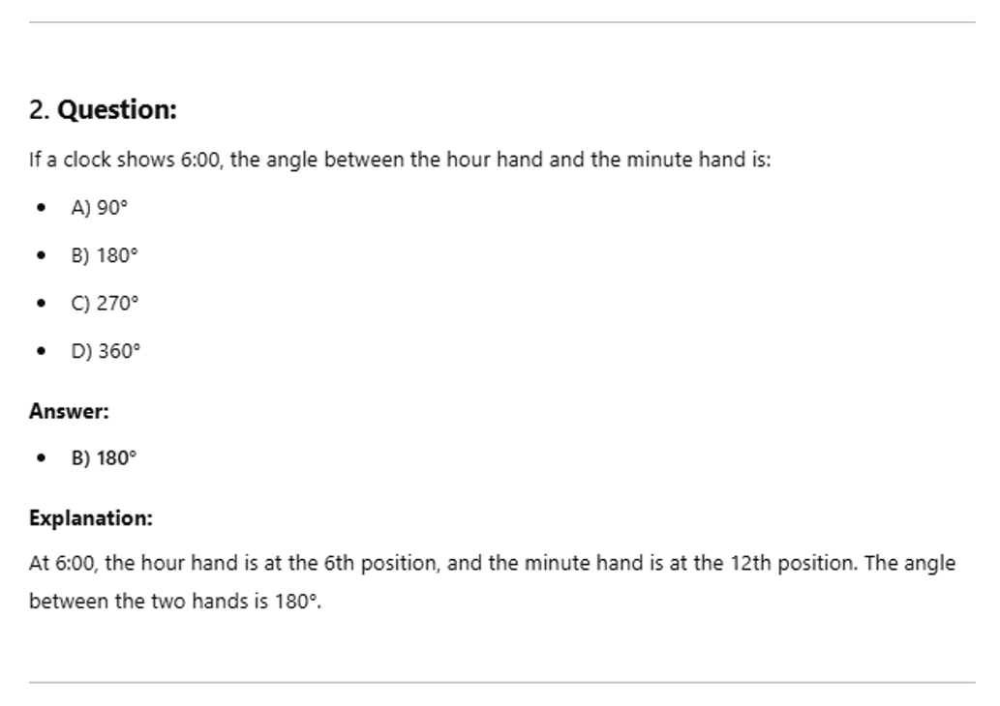 2. Question:
If a clock shows 6:00, the angle between the hour hand and the minute hand is:
• A) 90°
• B) 180°
• C) 270°
• D) 360°
Answer:
• B) 180°
Explanation:
At 6:00, the hour hand is at the 6th position, and the minute hand is at the 12th position. The angle
between the two hands is 180°.